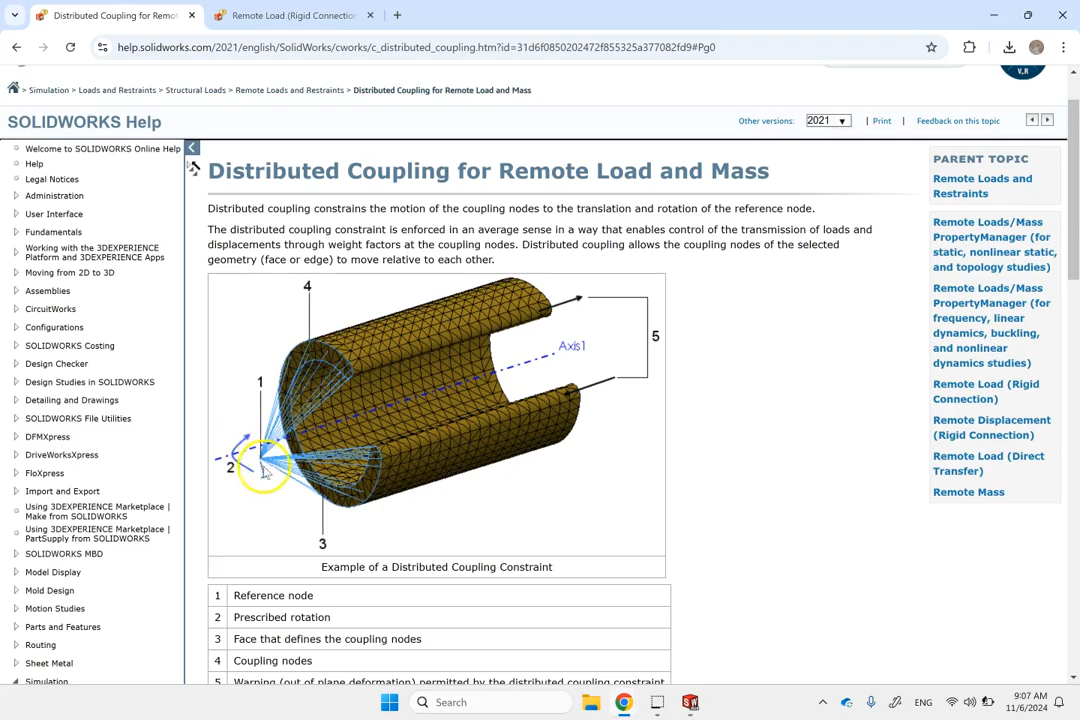 Distributed Coupling for Remot
Remote Load (Rigid Connection
help.solidworks.com/2021/english/SolidWorks/cworks/c_distributed_coupling.htm?id=31d6f0850202472f855325a377082fd9#Pg0
V.R
> Simulation > Loads and Restraints > Structural Loads > Remote Loads and Restraints > Distributed Coupling for Remote Load and Mass
SOLIDWORKS Help
Other versions: 2021 | Print | Feedback on this topic
Welcome to SOLIDWORKS Online Help
Help
Legal Notices
Administration
User Interface
Fundamentals
Working with the 3DEXPERIENCE
Platform and 3DEXPERIENCE Apps
Moving from 2D to 3D
Assemblies
CircuitWorks
Configurations
SOLIDWORKS Costing
Design Checker
Design Studies in SOLIDWORKS
Detailing and Drawings
SOLIDWORKS File Utilities
DFMXpress
DriveWorksXpress
FloXpress
Import and Export
Using 3DEXPERIENCE Marketplace |
Make from SOLIDWORKS
Using 3DEXPERIENCE Marketplace |
PartSupply from SOLIDWORKS
SOLIDWORKS MBD
Model Display
Mold Design
Motion Studies
Parts and Features
Routing
Sheet Metal
Simulation
Distributed Coupling for Remote Load and Mass
Distributed coupling constrains the motion of the coupling nodes to the translation and rotation of the reference node.
The distributed coupling constraint is enforced in an average sense in a way that enables control of the transmission of loads and
displacements through weight factors at the coupling nodes. Distributed coupling allows the coupling nodes of the selected
geometry (face or edge) to move relative to each other.
4
5
Axis1
1
2
3
Example of a Distributed Coupling Constraint
1 Reference node
2 Prescribed rotation
3 Face that defines the coupling nodes
4 Coupling nodes
5 Warping (out of plane deformation) permitted by the distributed coupling constraint
PARENT TOPIC
Remote Loads and
Restraints
Remote Loads/Mass
PropertyManager (for
static, nonlinear static,
and topology studies)
Remote Loads/Mass
PropertyManager (for
frequency, linear
dynamics, buckling,
and nonlinear
dynamics studies)
Remote Load (Rigid
Connection)
Remote Displacement
(Rigid Connection)
Remote Load (Direct
Transfer)
Remote Mass
Search
ENG
9:07 AM
11/6/2024